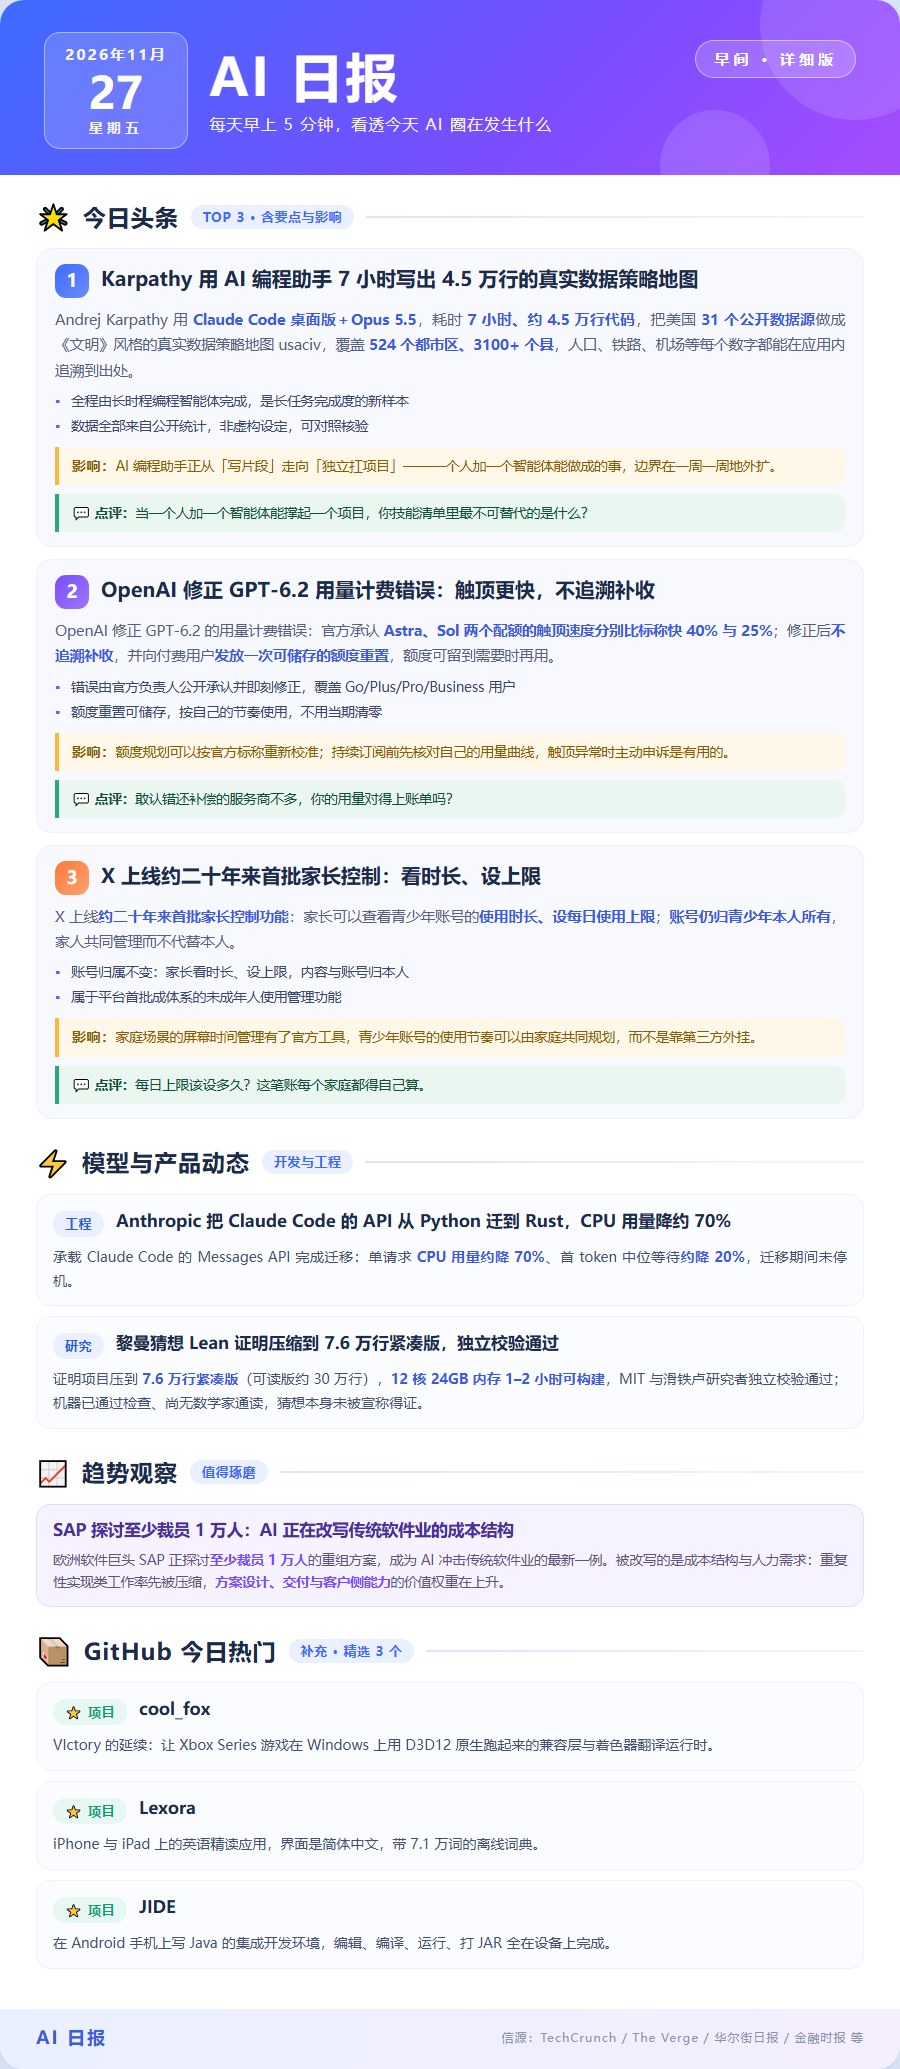 2026年11月
27
星期五
AI 日报
每天早上 5 分钟，看透今天 AI 圈在发生什么
早间 • 详细版
今日头条
TOP 3 • 含要点与影响
1
Karpathy 用 AI 编程助手 7 小时写出 4.5 万行的真实数据策略地图
Andrej Karpathy 用 Claude Code 桌面版 + Opus 5.5，耗时 7 小时、约 4.5 万行代码，把美国 31 个公开数据源做成
《文明》风格的真实数据策略地图 usaciv，覆盖 524 个都市区、3100+ 个县，人口、铁路、机场等每个数字都能在应用内
追溯到出处。
▪ 全程由长时程编程智能体完成，是长任务完成度的新样本
▪ 数据全部来自公开统计，非虚构设定，可对照核验
影响：AI 编程助手正从「写片段」走向「独立扛项目」——一个人加一个智能体能做成的事，边界在一周一周地外扩。
点评：当一个人加一个智能体能撑起一个项目，你技能清单里最不可替代的是什么？
2
OpenAI 修正 GPT-6.2 用量计费错误：触顶更快，不追溯补收
OpenAI 修正 GPT-6.2 的用量计费错误：官方承认 Astra、Sol 两个配额的触顶速度分别比标称快 40% 与 25%；修正后不
追溯补收，并向付费用户发放一次可储存的额度重置，额度可留到需要时再用。
▪ 错误由官方负责人公开承认并即刻修正，覆盖 Go/Plus/Pro/Business 用户
▪ 额度重置可储存，按自己的节奏使用，不用当期清零
影响：额度规划可以按官方标称重新校准；持续订阅前先核对自己的用量曲线，触顶异常时主动申诉是有用的。
点评：敢认错还补偿的服务商不多，你的用量对得上账单吗？
3
X 上线约二十年来首批家长控制：看时长、设上限
X 上线约二十年来首批家长控制功能：家长可以查看青少年账号的使用时长、设每日使用上限；账号仍归青少年本人所有，
家人共同管理而不代替本人。
▪ 账号归属不变：家长看时长、设上限，内容与账号归本人
▪ 属于平台首批成体系的未成年人使用管理功能
影响：家庭场景的屏幕时间管理有了官方工具，青少年账号的使用节奏可以由家庭共同规划，而不是靠第三方外挂。
点评：每日上限该设多久？这笔账每个家庭都得自己算。
模型与产品动态
开发与工程
工程
Anthropic 把 Claude Code 的 API 从 Python 迁到 Rust，CPU 用量降约 70%
承载 Claude Code 的 Messages API 完成迁移：单请求 CPU 用量约降 70%、首 token 中位等待约降 20%，迁移期间未停
机。
研究
黎曼猜想 Lean 证明压缩到 7.6 万行紧凑版，独立校验通过
证明项目压到 7.6 万行紧凑版（可读版约 30 万行），12 核 24GB 内存 1–2 小时可构建，MIT 与滑铁卢研究者独立校验通过；
机器已通过检查、尚无数学家通读，猜想本身未被宣称得证。
趋势观察
值得琢磨
SAP 探讨至少裁员 1 万人：AI 正在改写传统软件业的成本结构
欧洲软件巨头 SAP 正探讨至少裁员 1 万人的重组方案，成为 AI 冲击传统软件业的最新一例。被改写的是成本结构与人力需求：重复
性实现类工作率先被压缩，方案设计、交付与客户侧能力的价值权重在上升。
GitHub 今日热门
补充 • 精选 3 个
项目
cool_fox
VIctory 的延续：让 Xbox Series 游戏在 Windows 上用 D3D12 原生跑起来的兼容层与着色器翻译运行时。
项目
Lexora
iPhone 与 iPad 上的英语精读应用，界面是简体中文，带 7.1 万词的离线词典。
项目
JIDE
在 Android 手机上写 Java 的集成开发环境，编辑、编译、运行、打 JAR 全在设备上完成。
AI 日报
信源：TechCrunch / The Verge / 华尔街日报 / 金融时报 等